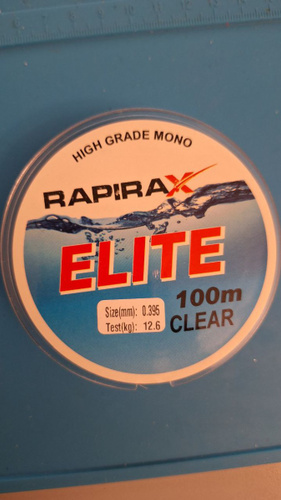 HIGH GRADE MONO
RAPIRAX
ELITE
100m
Size(mm): 0.395
Test(kg): 12.6
CLEAR